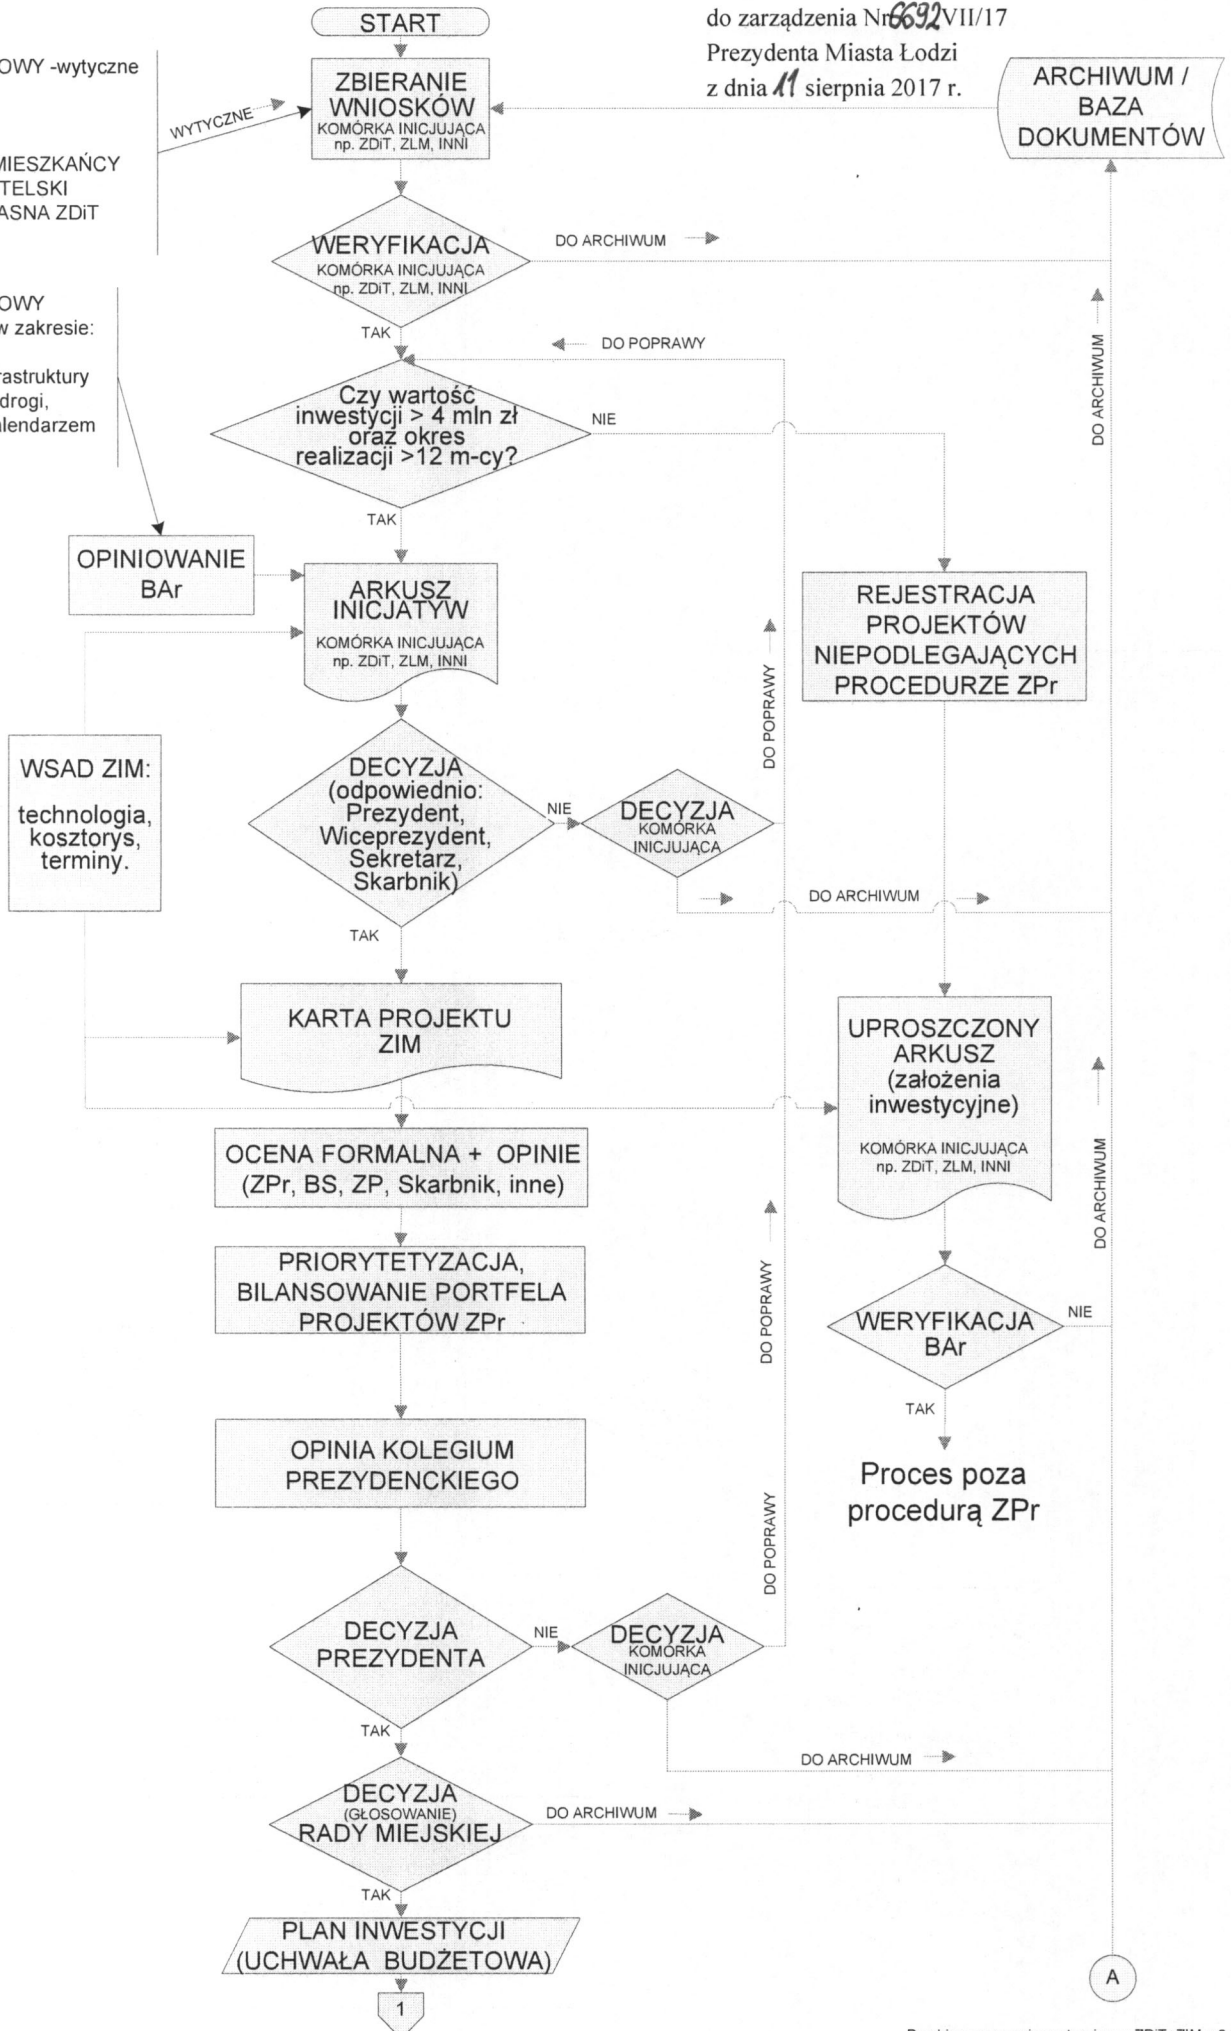 START
do zarządzenia Nr 6692/VII/17
Prezydenta Miasta Łodzi
z dnia 11 sierpnia 2017 r.
-wytyczne
MIESZKAŃCY
ZDiT
WYTYCZNE
ZBIERANIE
WNIOSKÓW
KOMÓRKA INICJUJĄCA
np. ZDiT, ZLM, INNI
ARCHIWUM /
BAZA
DOKUMENTÓW
WERYFIKACJA
KOMÓRKA INICJUJĄCA
np. ZDiT, ZLM, INNI
DO ARCHIWUM
TAK
w zakresie:
drogi,
DO POPRAWY
DO ARCHIWUM
Czy wartość
inwestycji > 4 mln zł
oraz okres
realizacji >12 m-cy?
NIE
TAK
OPINIOWANIE
BAr
ARKUSZ
INICJATYW
KOMÓRKA INICJUJĄCA
np. ZDiT, ZLM, INNI
REJESTRACJA
PROJEKTÓW
NIEPODLEGAJĄCYCH
PROCEDURZE ZPr
DO POPRAWY
WSAD ZIM:
technologia,
kosztorys,
terminy.
DECYZJA
(odpowiednio:
Prezydent,
Wiceprezydent,
Sekretarz,
Skarbnik)
NIE
DECYZJA
KOMÓRKA
INICJUJĄCA
DO ARCHIWUM
TAK
KARTA PROJEKTU
ZIM
UPROSZCZONY
ARKUSZ
(założenia
inwestycyjne)
KOMÓRKA INICJUJĄCA
np. ZDiT, ZLM, INNI
DO ARCHIWUM
OCENA FORMALNA + OPINIE
(ZPr, BS, ZP, Skarbnik, inne)
PRIORYTETYZACJA,
BILANSOWANIE PORTFELA
PROJEKTÓW ZPr
DO POPRAWY
WERYFIKACJA
BAr
NIE
TAK
Proces poza
procedurą ZPr
OPINIA KOLEGIUM
PREZYDENCKIEGO
DO POPRAWY
DECYZJA
PREZYDENTA
NIE
DECYZJA
KOMÓRKA
INICJUJĄCA
TAK
DO ARCHIWUM
DECYZJA
(GŁOSOWANIE)
RADY MIEJSKIEJ
DO ARCHIWUM
TAK
PLAN INWESTYCJI
(UCHWAŁA BUDŻETOWA)
1
A